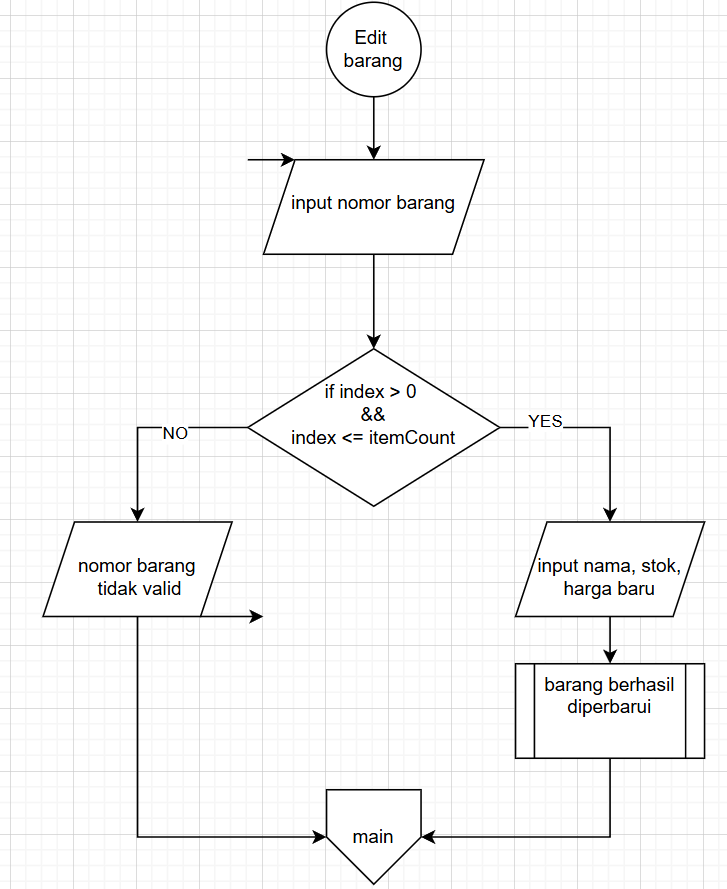 Edit
barang
input nomor barang
if index > 0
&&
index <= itemCount
NO
YES
nomor barang
tidak valid
input nama, stok,
harga baru
barang berhasil
diperbarui
main